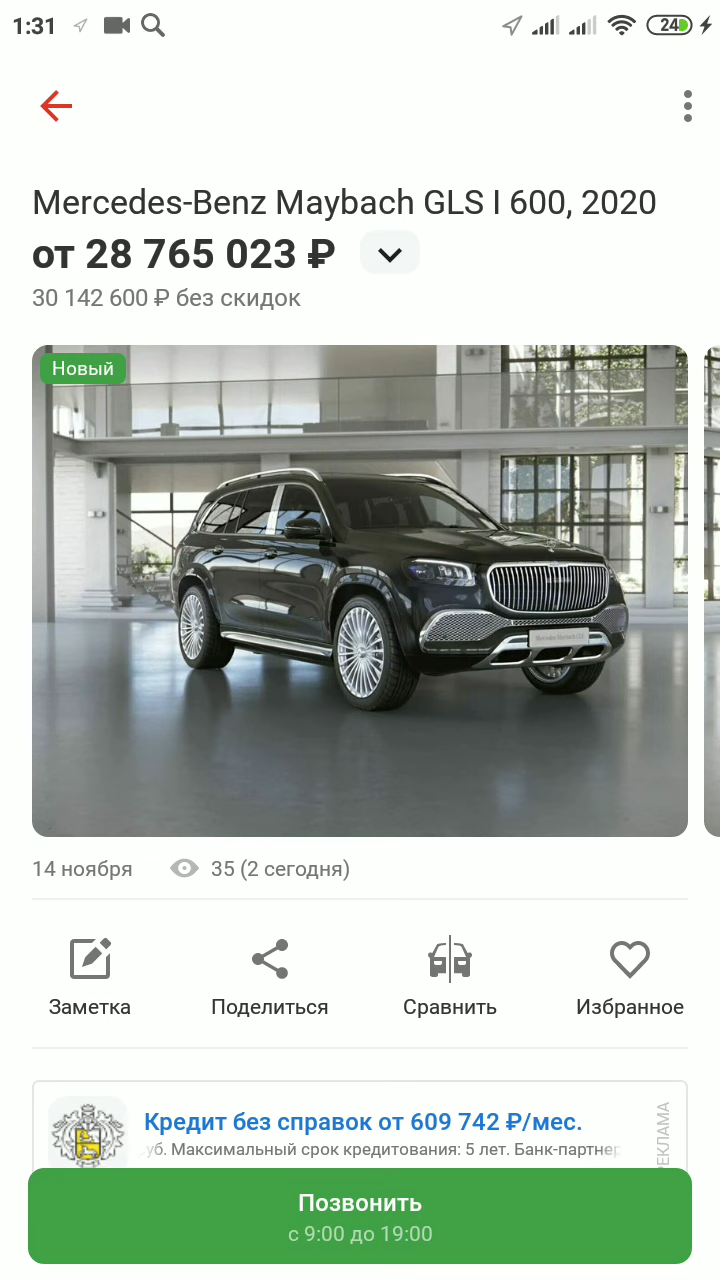 1:31
24
Mercedes-Benz Maybach GLS I 600, 2020
от 28 765 023 ₽
30 142 600 ₽ без скидок
Новый
14 ноября 35 (2 сегодня)
Заметка Поделиться Сравнить Избранное
Кредит без справок от 609 742 ₽/мес.
уб. Максимальный срок кредитования: 5 лет. Банк-партнер
РЕКЛАМА
Позвонить
с 9:00 до 19:00